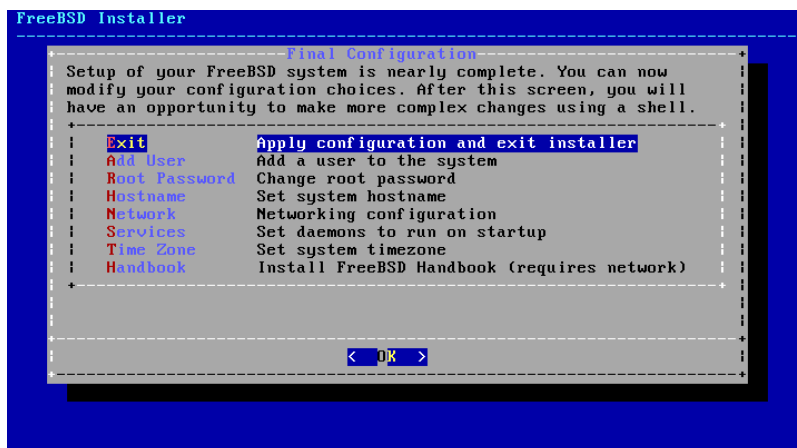 FreeBSD Installer
Final Configuration
Setup of your FreeBSD system is nearly complete. You can now
modify your configuration choices. After this screen, you will
have an opportunity to make more complex changes using a shell.
Exit Apply configuration and exit installer
Add User Add a user to the system
Root Password Change root password
Hostname Set system hostname
Network Networking configuration
Services Set daemons to run on startup
Time Zone Set system timezone
Handbook Install FreeBSD Handbook (requires network)
< OK >